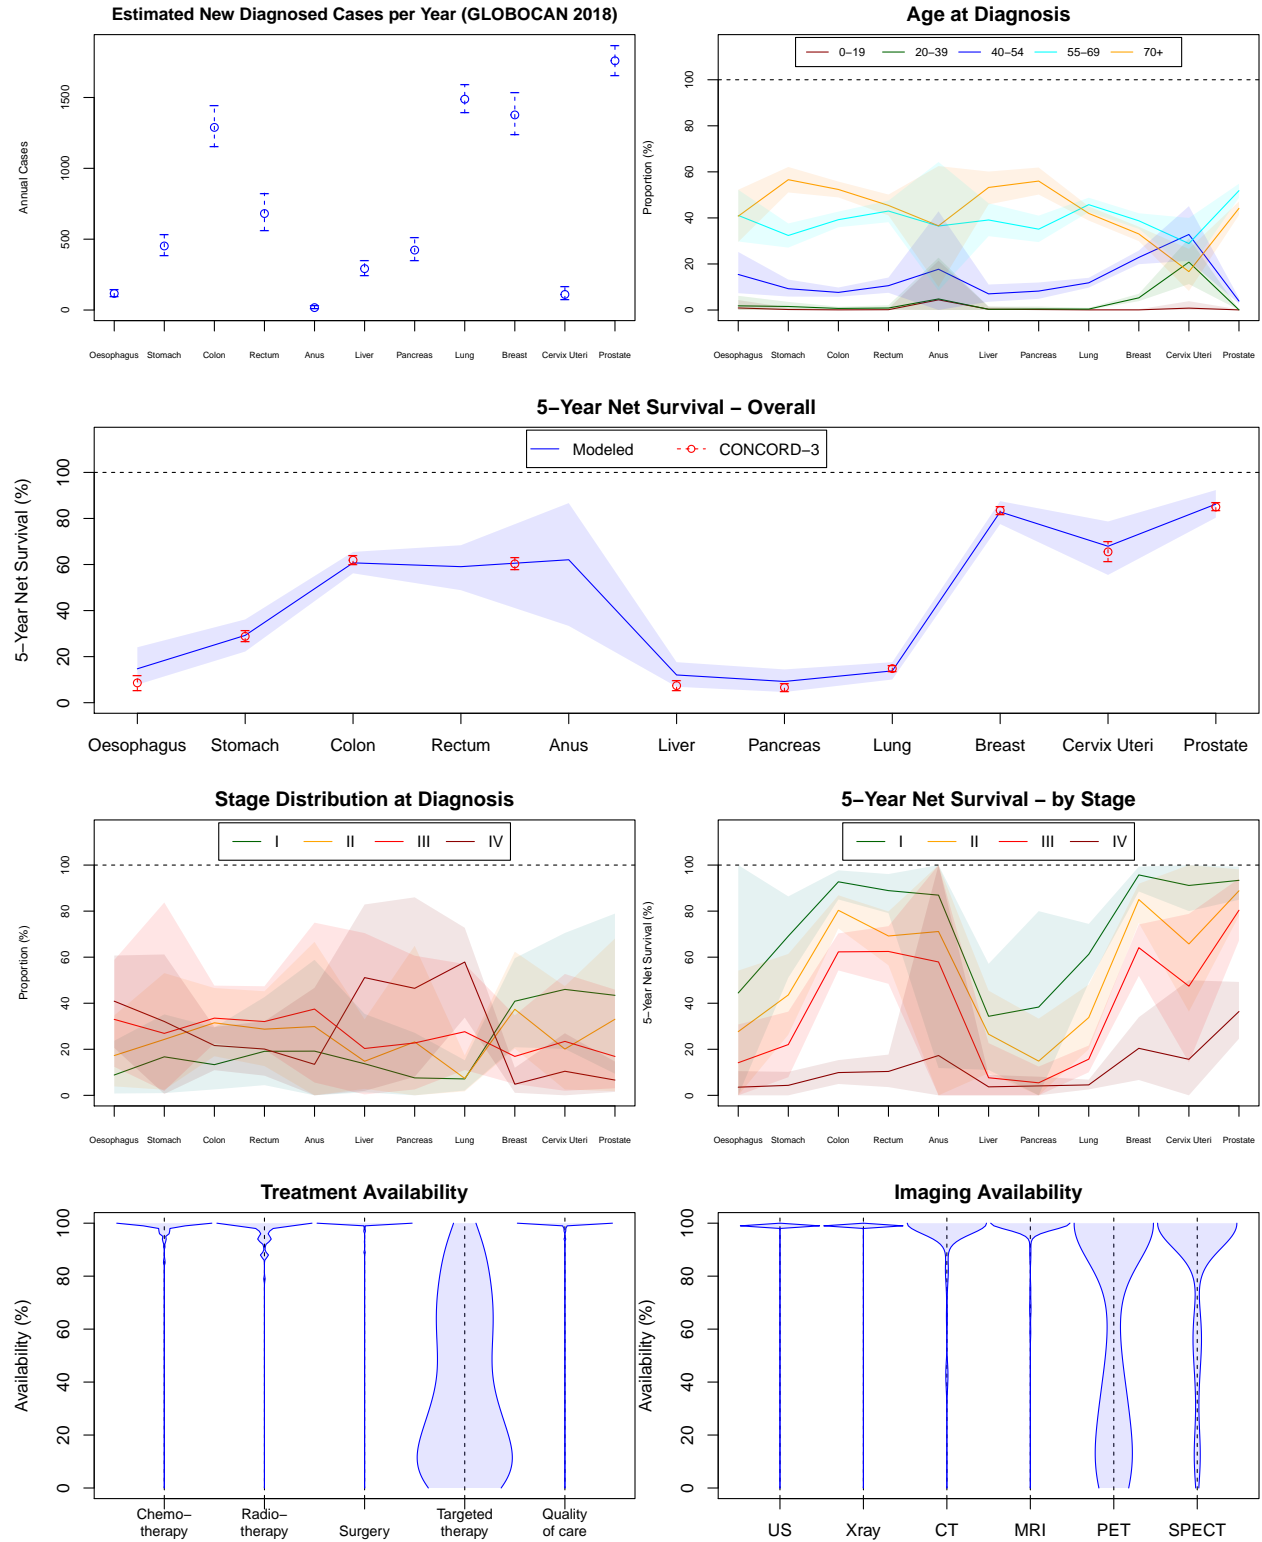 Estimated New Diagnosed Cases per Year (GLOBOCAN 2018)
Annual Cases
1500
1000
500
0
Oesophagus Stomach Colon Rectum Anus Liver Pancreas Lung Breast Cervix Uteri Prostate
Age at Diagnosis
0−19 20−39 40−54 55−69 70+
Proportion (%)
100
80
60
40
20
0
Oesophagus Stomach Colon Rectum Anus Liver Pancreas Lung Breast Cervix Uteri Prostate
5−Year Net Survival − Overall
Modeled CONCORD−3
5−Year Net Survival (%)
100
80
60
40
20
0
Oesophagus Stomach Colon Rectum Anus Liver Pancreas Lung Breast Cervix Uteri Prostate
Stage Distribution at Diagnosis
I II III IV
Proportion (%)
100
80
60
40
20
0
Oesophagus Stomach Colon Rectum Anus Liver Pancreas Lung Breast Cervix Uteri Prostate
5−Year Net Survival − by Stage
I II III IV
5−Year Net Survival (%)
100
80
60
40
20
0
Oesophagus Stomach Colon Rectum Anus Liver Pancreas Lung Breast Cervix Uteri Prostate
Treatment Availability
Availability (%)
100
80
60
40
20
0
Chemo− Radio− Targeted Quality
therapy therapy Surgery therapy of care
Imaging Availability
Availability (%)
100
80
60
40
20
0
US Xray CT MRI PET SPECT